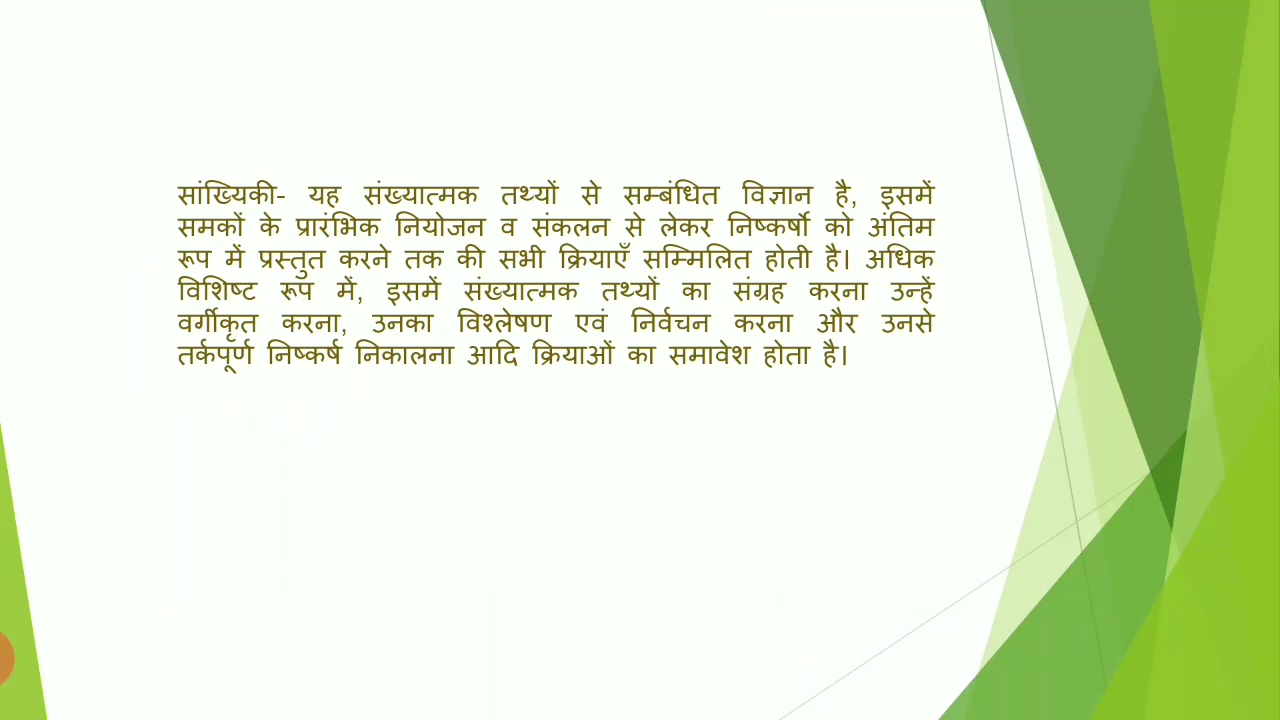 सांख्यिकी- यह संख्यात्मक तथ्यों से सम्बंधित विज्ञान है, इसमें
समकों के प्रारंभिक नियोजन व संकलन से लेकर निष्कर्षो को अंतिम
रूप में प्रस्तुत करने तक की सभी क्रियाएँ सम्मिलित होती है। अधिक
विशिष्ट रूप में, इसमें संख्यात्मक तथ्यों का संग्रह करना उन्हें
वर्गीकृत करना, उनका विश्लेषण एवं निर्वचन करना और उनसे
तर्कपूर्ण निष्कर्ष निकालना आदि क्रियाओं का समावेश होता है।